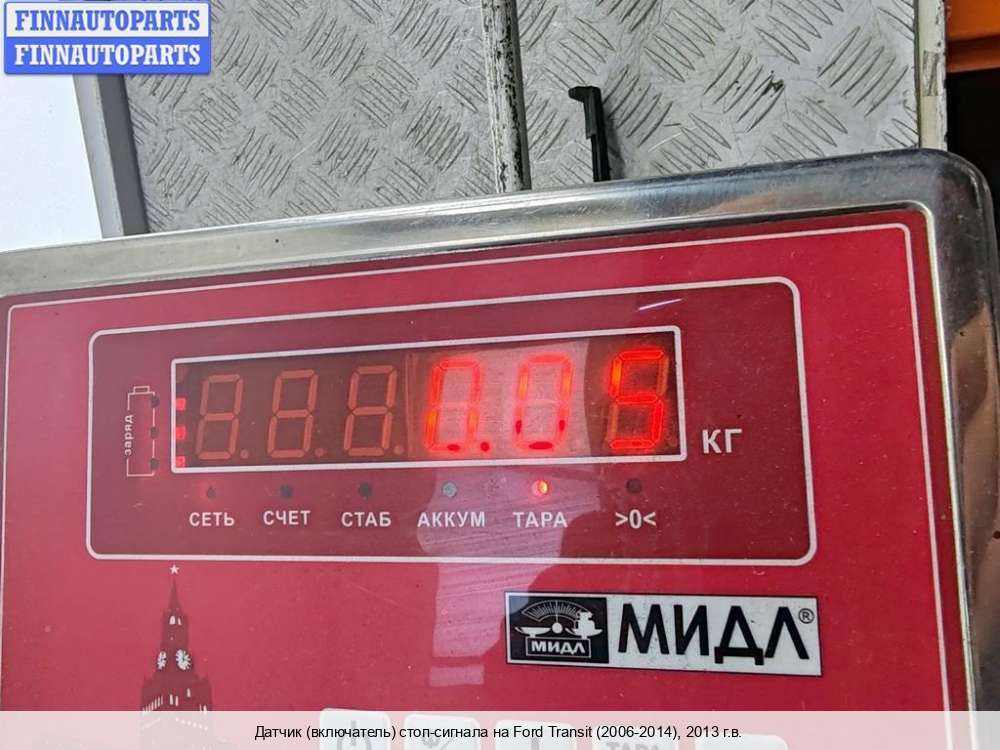 FINNAUTOPARTS
FINNAUTOPARTS
заряд
0.05
КГ
СЕТЬ СЧЕТ СТАБ АККУМ ТАРА >0<
МИДЛ МИДЛ®
ТАРА
Датчик (включатель) стоп-сигнала на Ford Transit (2006-2014), 2013 г.в.